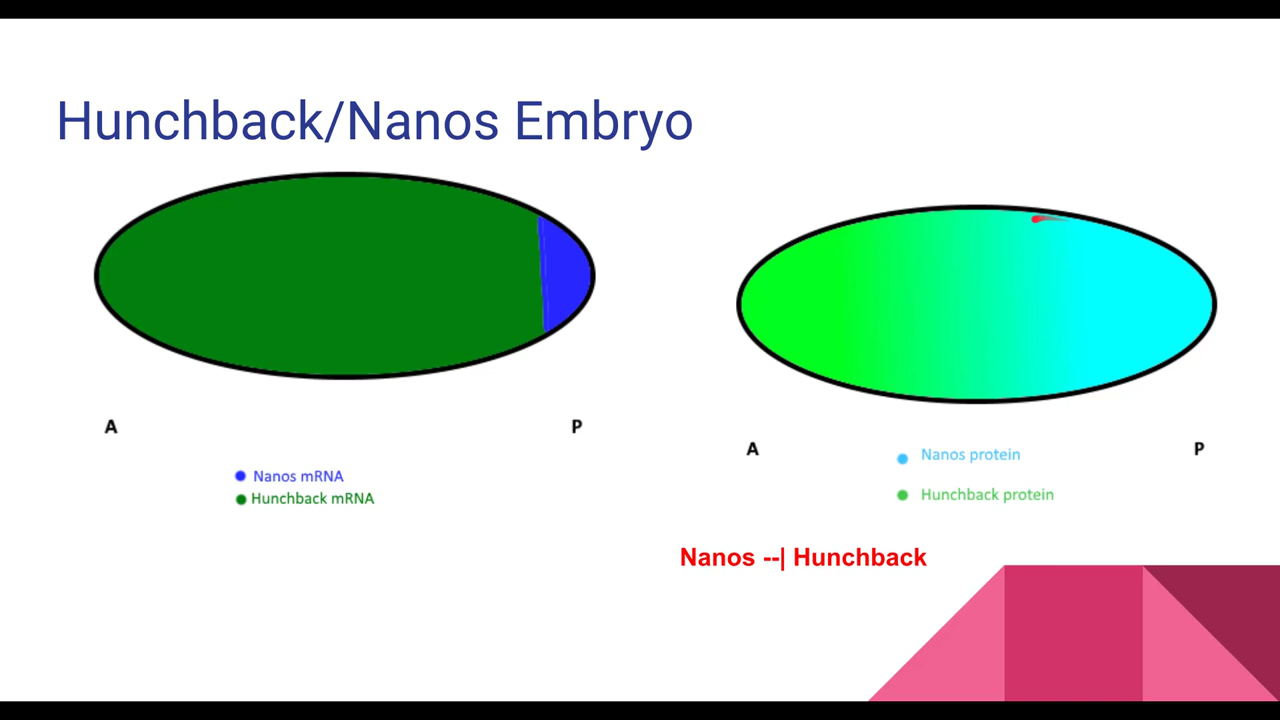 Hunchback/Nanos Embryo
A
P
Nanos mRNA
Hunchback mRNA
A
P
Nanos protein
Hunchback protein
Nanos --| Hunchback